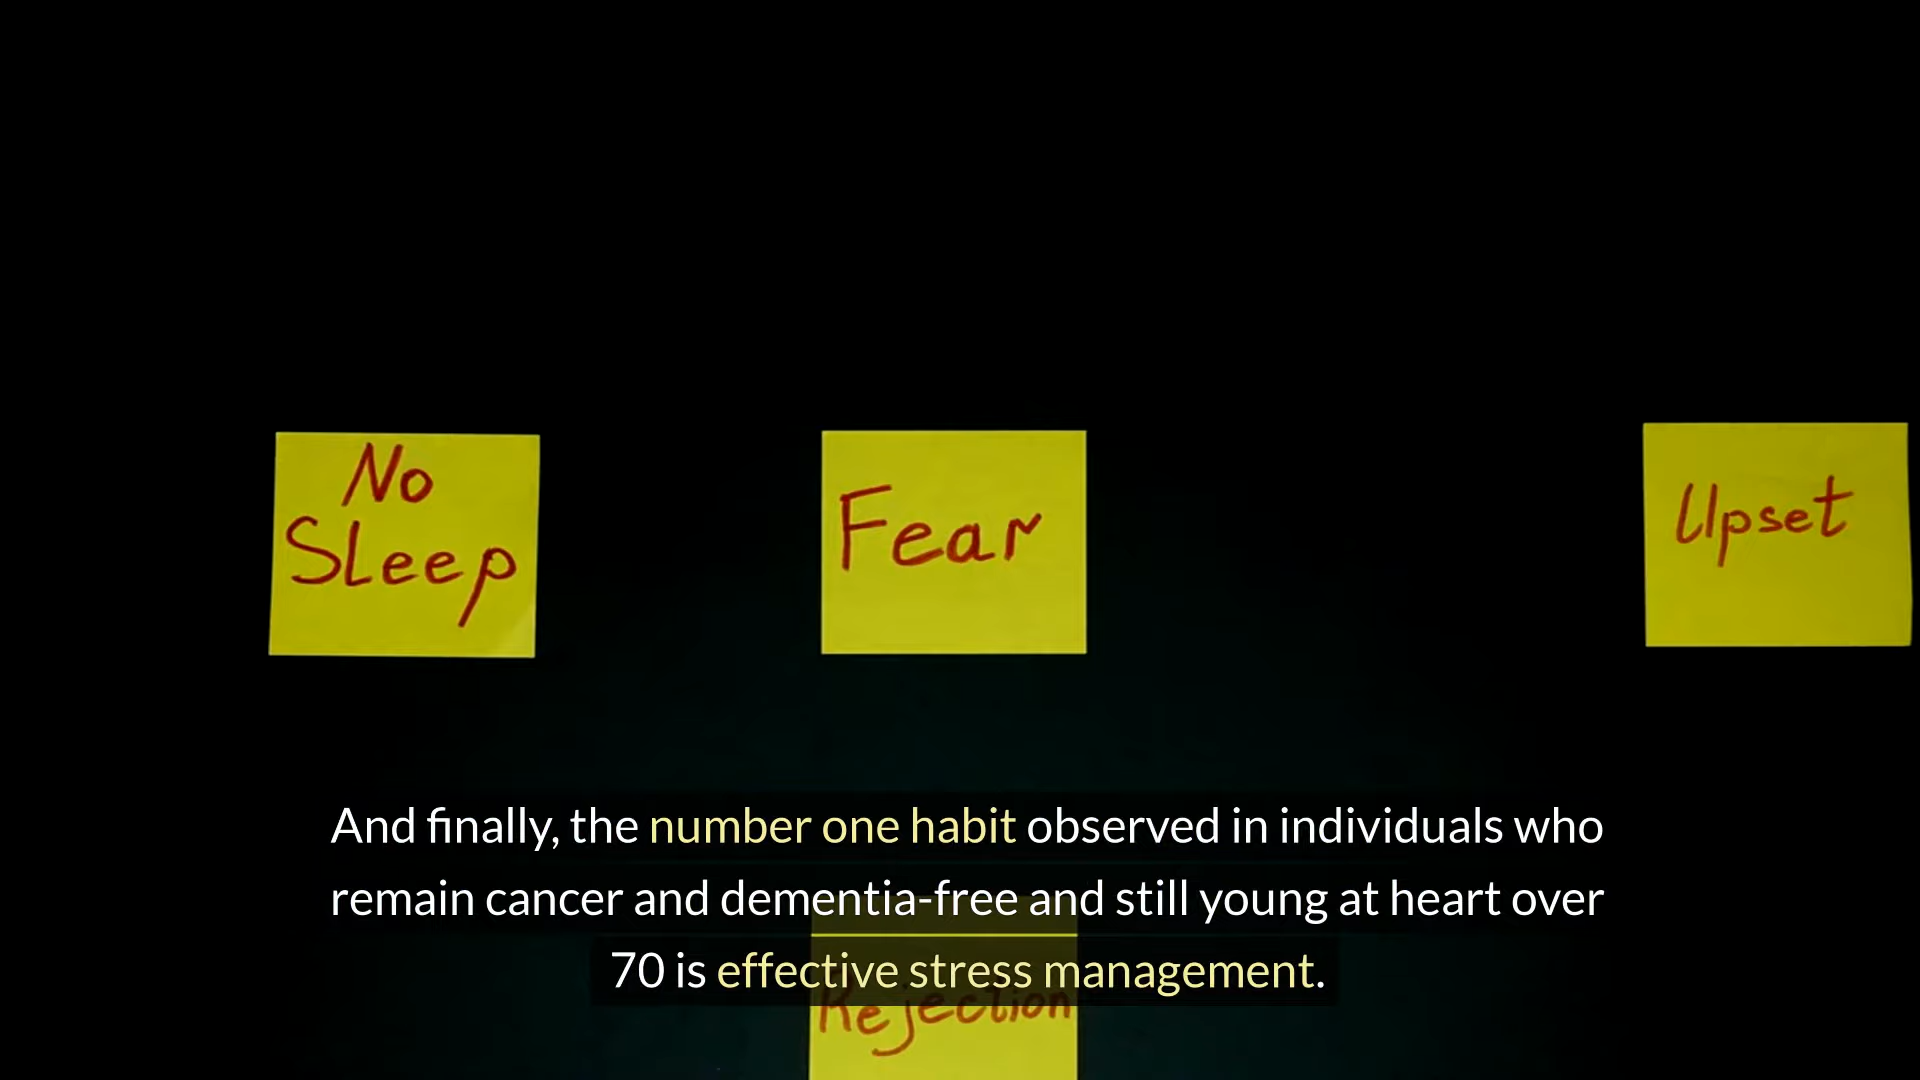 No
Sleep
Fear
Upset
And finally, the number one habit observed in individuals who
remain cancer and dementia-free and still young at heart over
70 is effective stress management.
Rejection